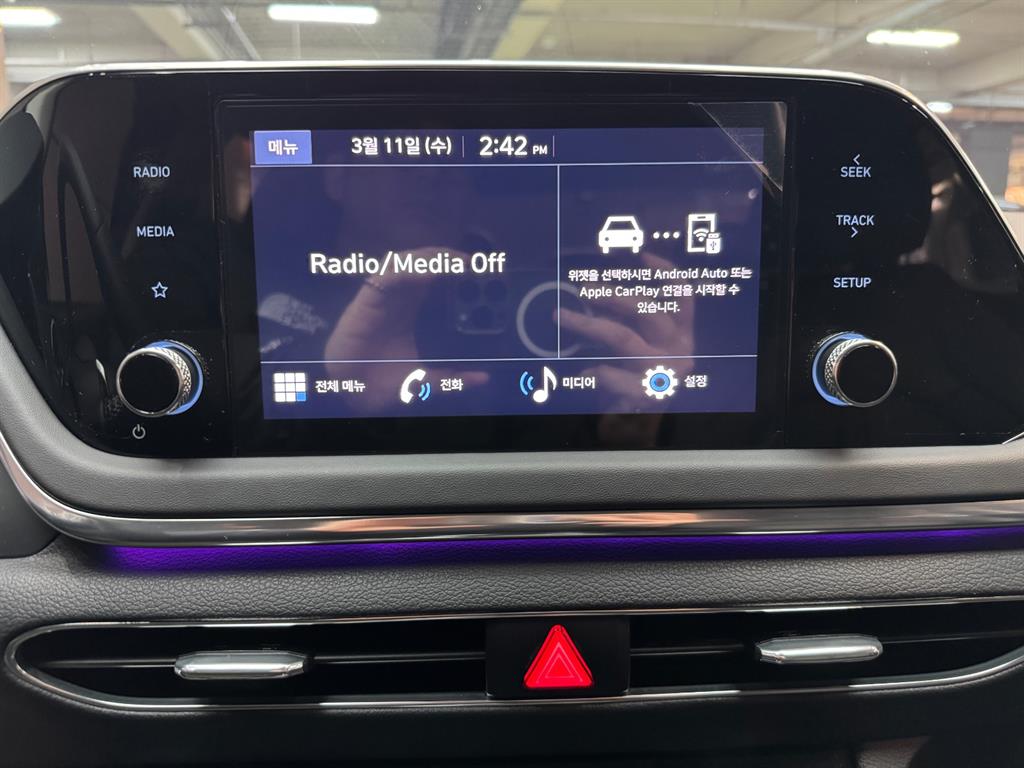 메뉴 3월 11일 (수) 2:42 PM
RADIO
MEDIA
Radio/Media Off
위젯을 선택하시면 Android Auto 또는
Apple CarPlay 연결을 시작할 수
있습니다.
SEEK
TRACK
SETUP
전체 메뉴 전화 미디어 설정